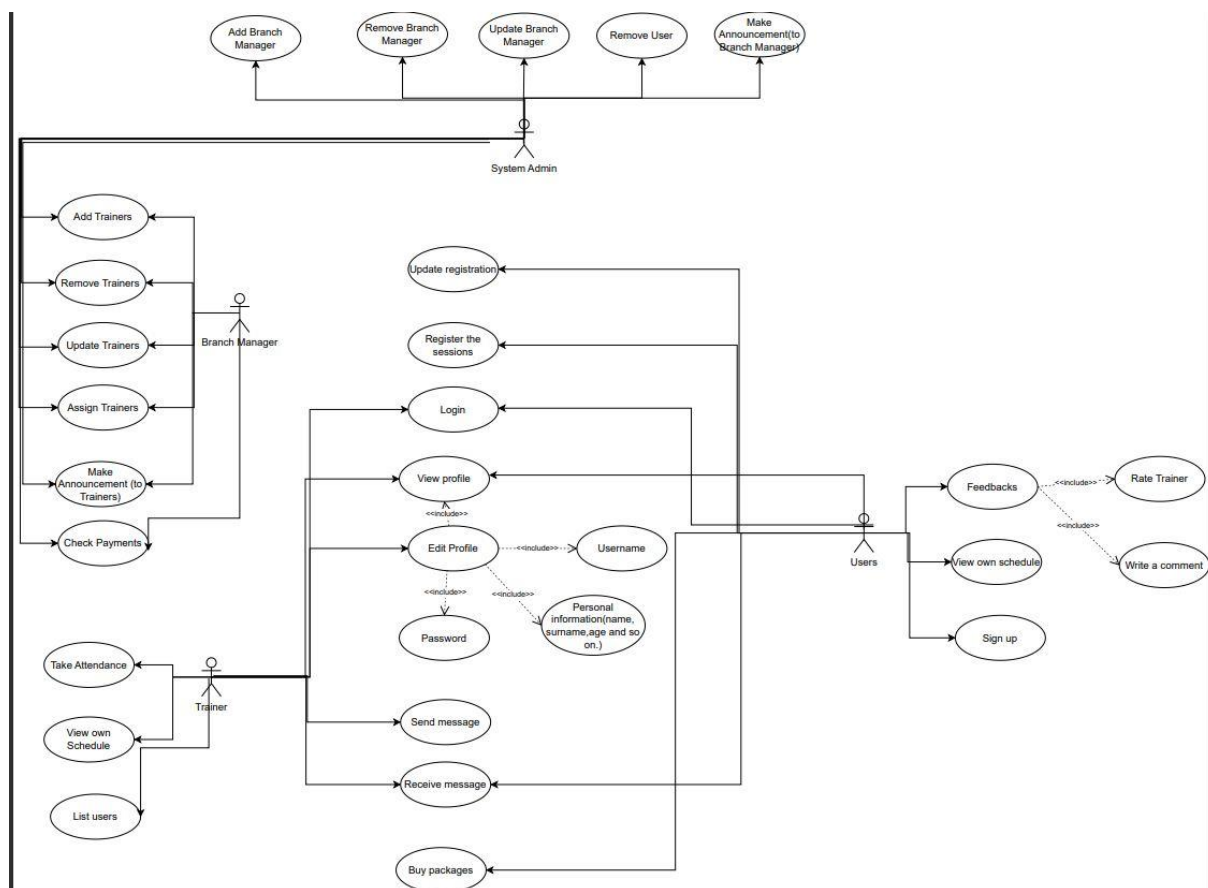 Add Branch
Manager
Remove Branch
Manager
Update Branch
Manager
Remove User
Make
Announcement(to
Branch Manager)
System Admin
Add Trainers
Remove Trainers
Branch Manager
Update Trainers
Assign Trainers
Make
Announcement (to
Trainers)
Check Payments
Update registration
Register the
sessions
Login
View profile
<<include>>
Edit Profile
<<include>>
Username
<<include>>
<<include>>
Password
Personal
information(name,
surname,age and so
on.)
Users
Feedbacks
<<include>>
Rate Trainer
<<include>>
Write a comment
View own schedule
Sign up
Take Attendance
Trainer
View own
Schedule
List users
Send message
Receive message
Buy packages